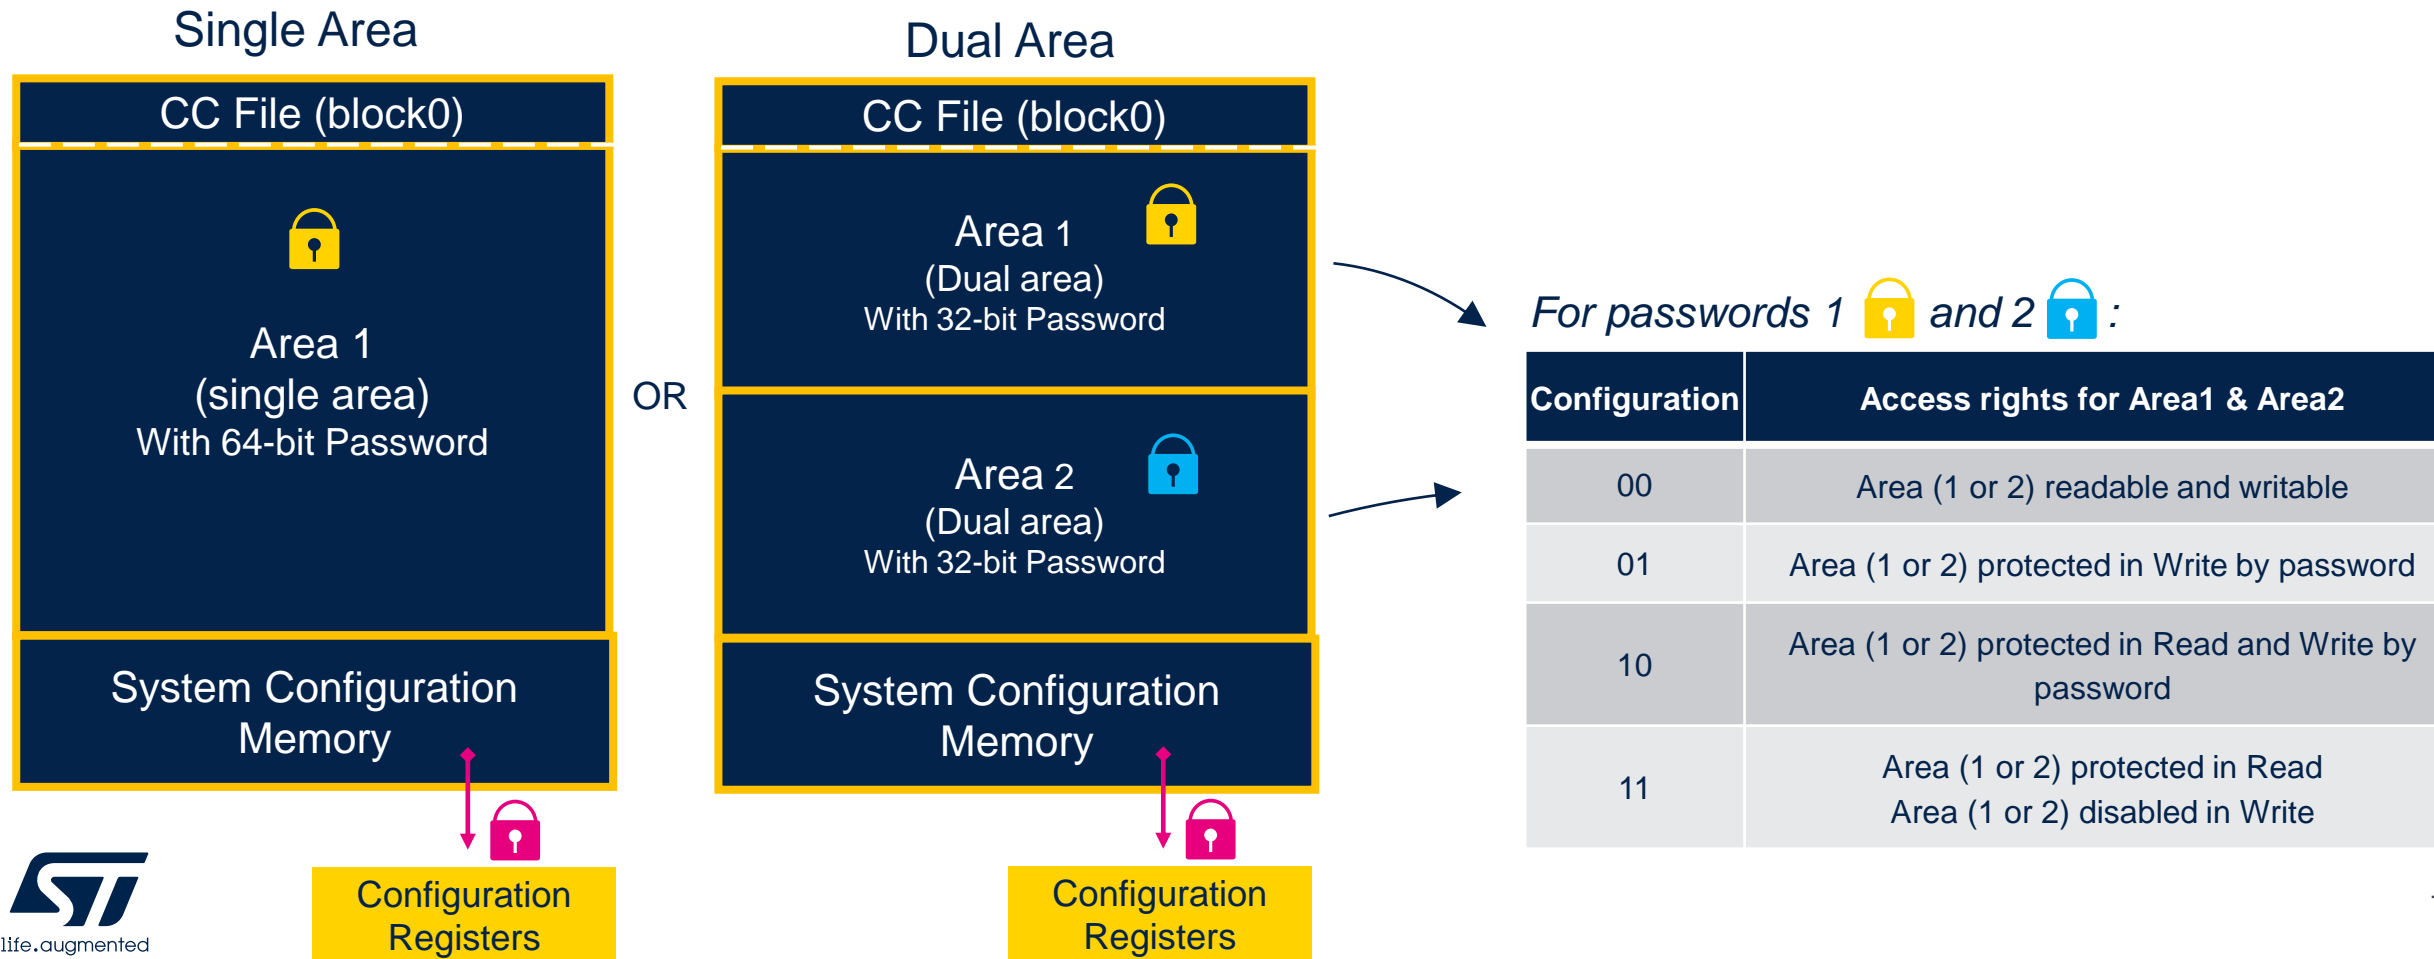 Single Area
CC File (block0)
Area 1
(single area)
With 64-bit Password
System Configuration
Memory
Configuration
Registers
OR
Dual Area
CC File (block0)
Area 1
(Dual area)
With 32-bit Password
Area 2
(Dual area)
With 32-bit Password
System Configuration
Memory
Configuration
Registers
For passwords 1 and 2 :
Configuration Access rights for Area1 & Area2
00 Area (1 or 2) readable and writable
01 Area (1 or 2) protected in Write by password
10 Area (1 or 2) protected in Read and Write by
password
11 Area (1 or 2) protected in Read
Area (1 or 2) disabled in Write
ST
life.augmented